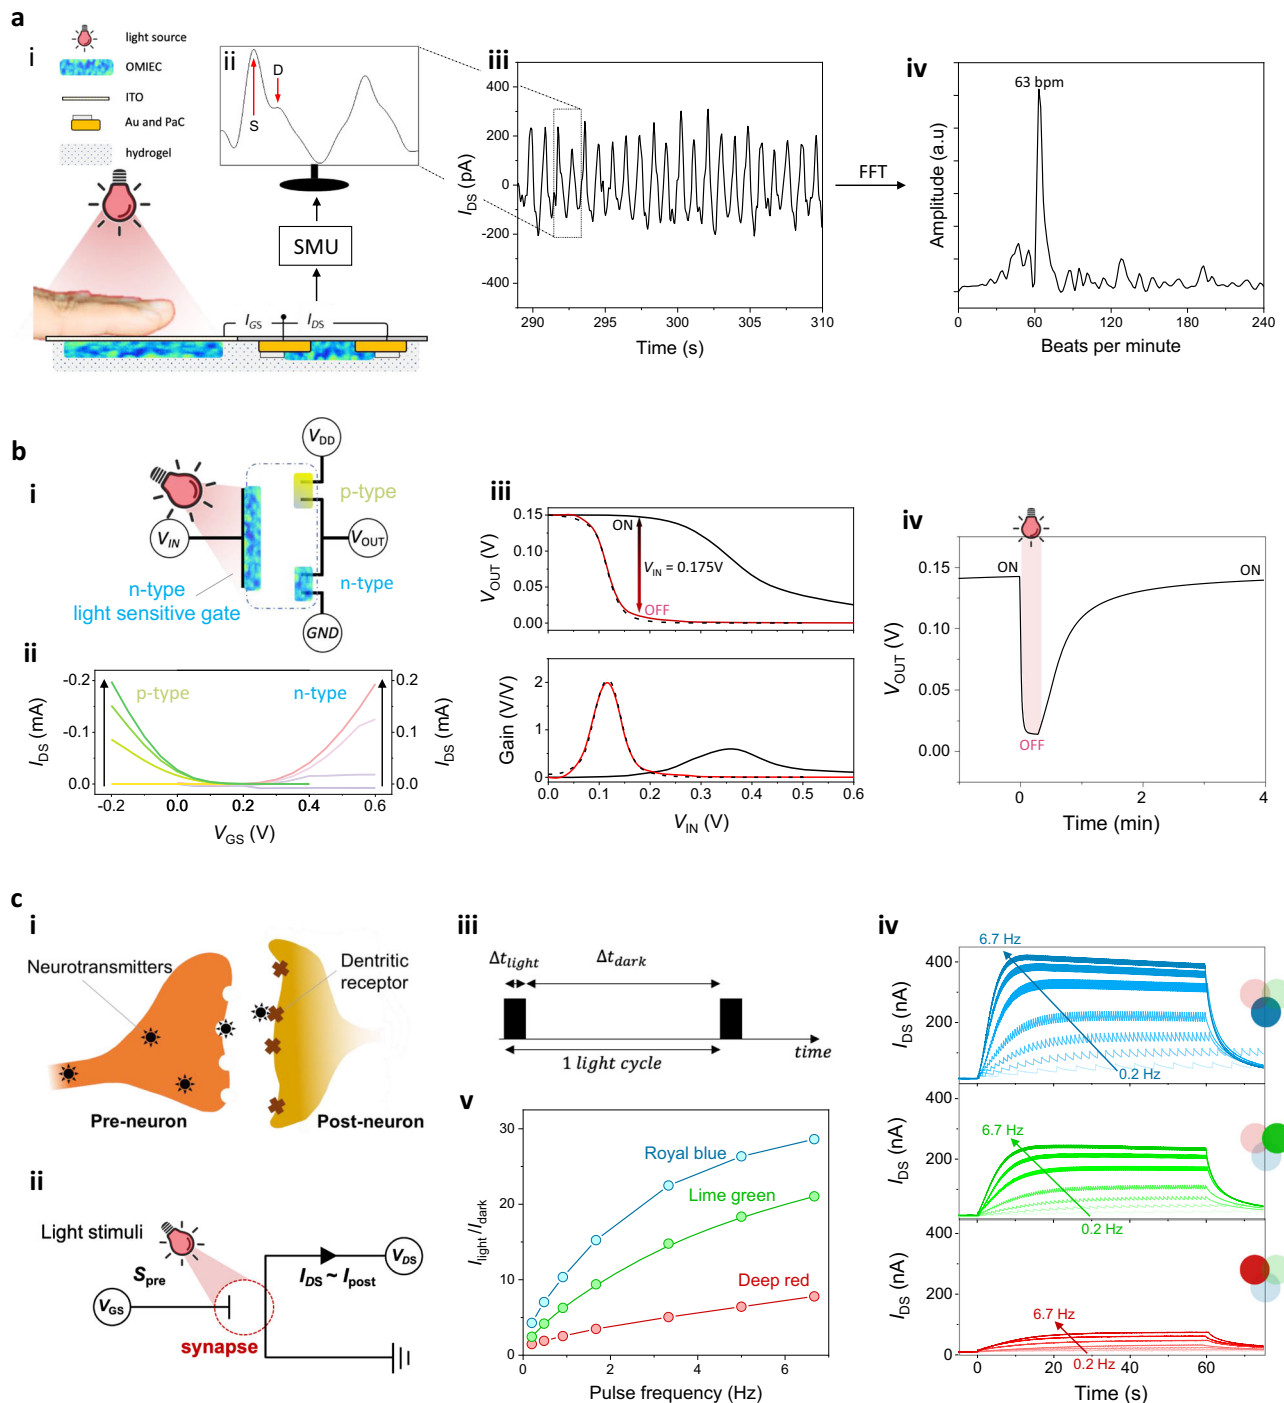 a
i
light source
OMIEC
ITO
Au and PaC
hydrogel
ii
S
D
SMU
I_GS
I_DS
iii
I_DS (pA)
400
200
0
-200
-400
290
295
300
305
310
Time (s)
FFT
iv
63 bpm
Amplitude (a.u)
0
60
120
180
240
Beats per minute
b
i
V_DD
p-type
V_IN
V_OUT
n-type
light sensitive gate
n-type
GND
ii
p-type
n-type
I_DS (mA)
-0.2
-0.1
0.0
0.2
0.1
0.0
I_DS (mA)
-0.2
0.0
0.2
0.4
0.6
0.0
V_GS (V)
iii
V_OUT (V)
0.15
0.10
0.05
0.00
ON
V_IN = 0.175V
OFF
Gain (V/V)
2
1
0
0.0
0.1
0.2
0.3
0.4
0.5
0.6
V_IN (V)
iv
V_OUT (V)
0.15
0.10
0.05
0.00
ON
ON
OFF
0
2
4
Time (min)
c
i
Neurotransmitters
Dentritic
receptor
Pre-neuron
Post-neuron
ii
Light stimuli
S_pre
V_GS
synapse
I_DS ~ I_post
V_DS
iii
Δt_light
Δt_dark
1 light cycle
time
v
I_light/I_dark
30
25
20
15
10
5
0
Royal blue
Lime green
Deep red
0
2
4
6
Pulse frequency (Hz)
iv
I_DS (nA)
400
200
0
6.7 Hz
0.2 Hz
I_DS (nA)
400
200
0
6.7 Hz
0.2 Hz
I_DS (nA)
400
200
0
6.7 Hz
0.2 Hz
0
20
40
60
Time (s)